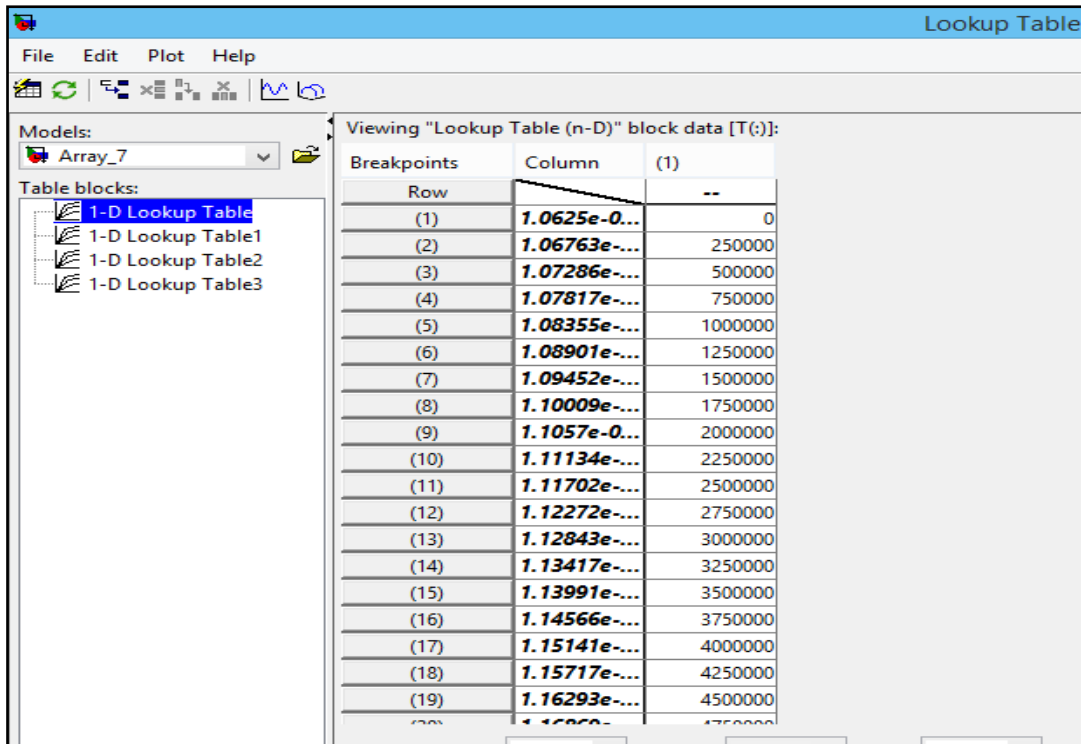 Lookup Table
File Edit Plot Help
Models:
Array_7
Table blocks:
1-D Lookup Table
1-D Lookup Table1
1-D Lookup Table2
1-D Lookup Table3
Viewing "Lookup Table (n-D)" block data [T(:)]:
Breakpoints Column (1)
Row --
(1) 1.0625e-0... 0
(2) 1.06763e-... 250000
(3) 1.07286e-... 500000
(4) 1.07817e-... 750000
(5) 1.08355e-... 1000000
(6) 1.08901e-... 1250000
(7) 1.09452e-... 1500000
(8) 1.10009e-... 1750000
(9) 1.1057e-0... 2000000
(10) 1.11134e-... 2250000
(11) 1.11702e-... 2500000
(12) 1.12272e-... 2750000
(13) 1.12843e-... 3000000
(14) 1.13417e-... 3250000
(15) 1.13991e-... 3500000
(16) 1.14566e-... 3750000
(17) 1.15141e-... 4000000
(18) 1.15717e-... 4250000
(19) 1.16293e-... 4500000